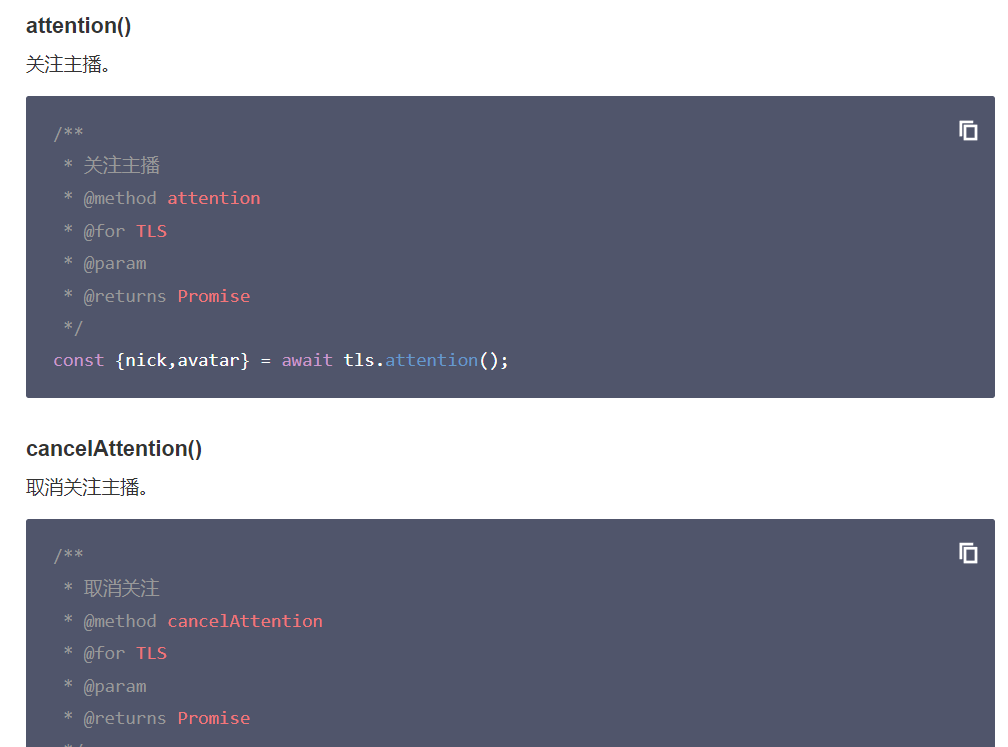 attention()
关注主播。
/**
 * 关注主播
 * @method attention
 * @for TLS
 * @param
 * @returns Promise
 */
const {nick,avatar} = await tls.attention();
cancelAttention()
取消关注主播。
/**
 * 取消关注
 * @method cancelAttention
 * @for TLS
 * @param
 * @returns Promise
 */